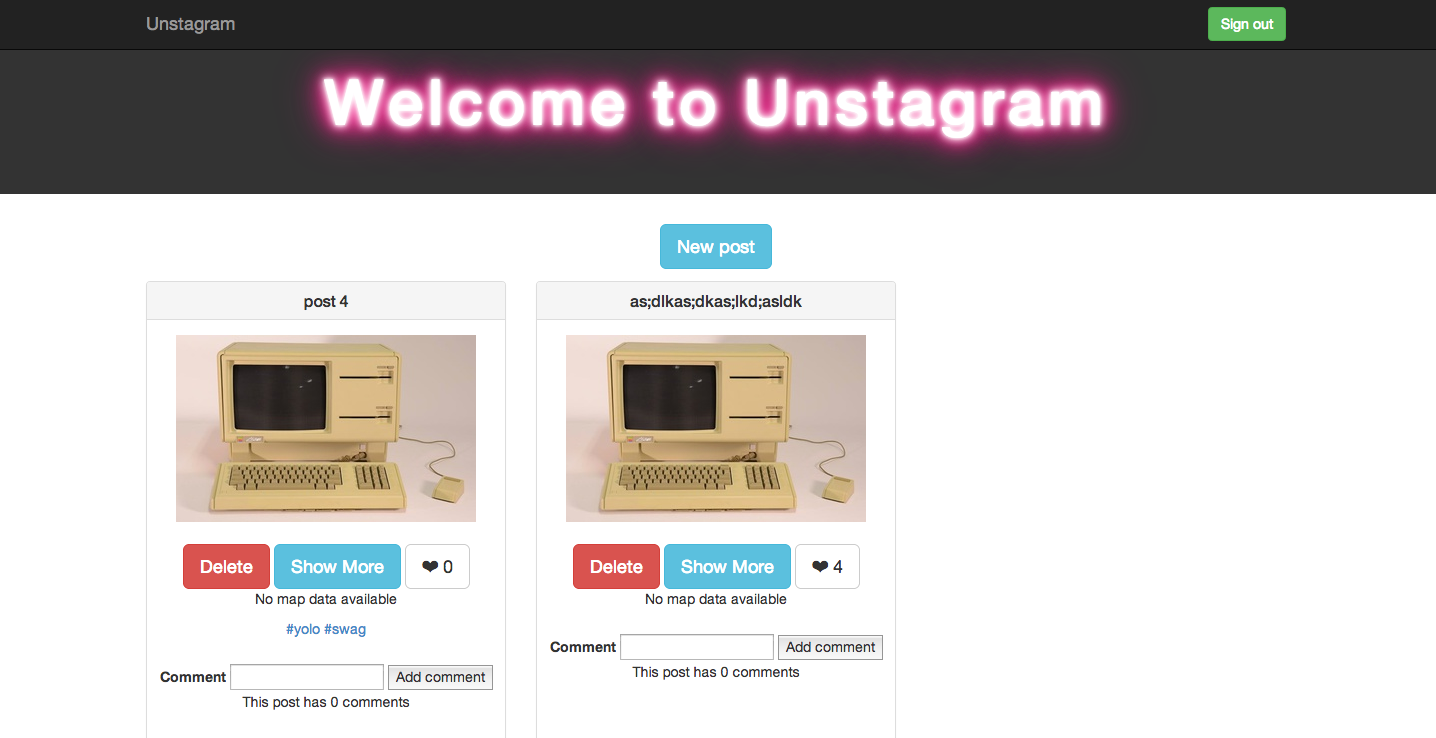 Unstagram
Sign out
Welcome to Unstagram
New post
post 4
Delete Show More ❤ 0
No map data available
#yolo #swag
Comment Add comment
This post has 0 comments
as;dlkas;dkas;lkd;asldk
Delete Show More ❤ 4
No map data available
Comment Add comment
This post has 0 comments